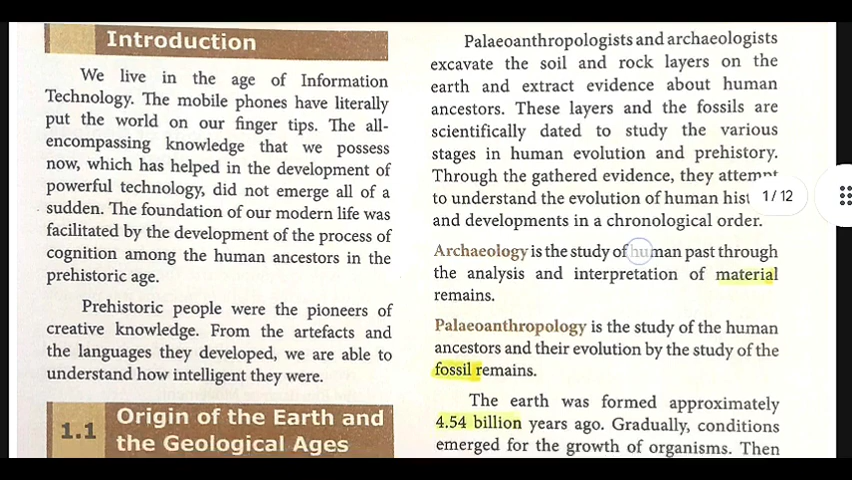 Introduction
We live in the age of Information
Technology. The mobile phones have literally
put the world on our finger tips. The all-
encompassing knowledge that we possess
now, which has helped in the development of
powerful technology, did not emerge all of a
sudden. The foundation of our modern life was
facilitated by the development of the process of
cognition among the human ancestors in the
prehistoric age.
Prehistoric people were the pioneers of
creative knowledge. From the artefacts and
the languages they developed, we are able to
understand how intelligent they were.
1.1
Origin of the Earth and
the Geological Ages
Palaeoanthropologists and archaeologists
excavate the soil and rock layers on the
earth and extract evidence about human
ancestors. These layers and the fossils are
scientifically dated to study the various
stages in human evolution and prehistory.
Through the gathered evidence, they attempt
to understand the evolution of human
and developments in a chronological order.
1/12
Archaeology is the study of human past through
the analysis and interpretation of material
remains.
Palaeoanthropology is the study of the human
ancestors and their evolution by the study of the
fossil remains.
The earth was formed approximately
4.54 billion years ago. Gradually, conditions
emerged for the growth of organisms. Then